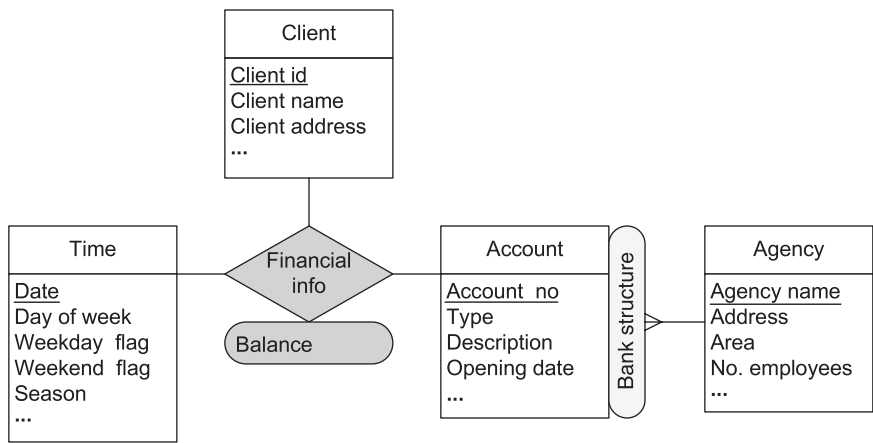 Client
Client id
Client name
Client address
...
Time
Date
Day of week
Weekday flag
Weekend flag
Season
...
Financial
info
Balance
Account
Account no
Type
Description
Opening date
...
Bank structure
Agency
Agency name
Address
Area
No. employees
...